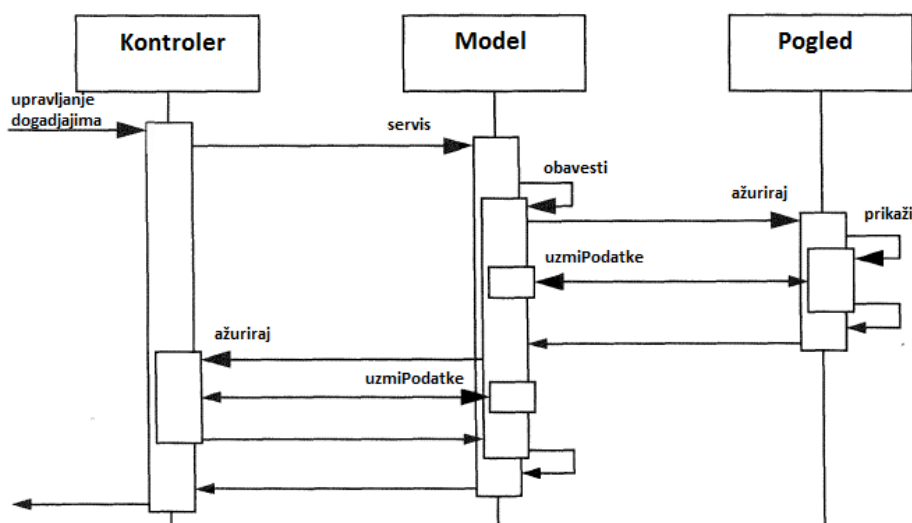 Kontroler
Model
Pogled
upravljanje
dogadjajima
servis
obavesti
ažuriraj
prikaži
uzmiPodatke
ažuriraj
uzmiPodatke